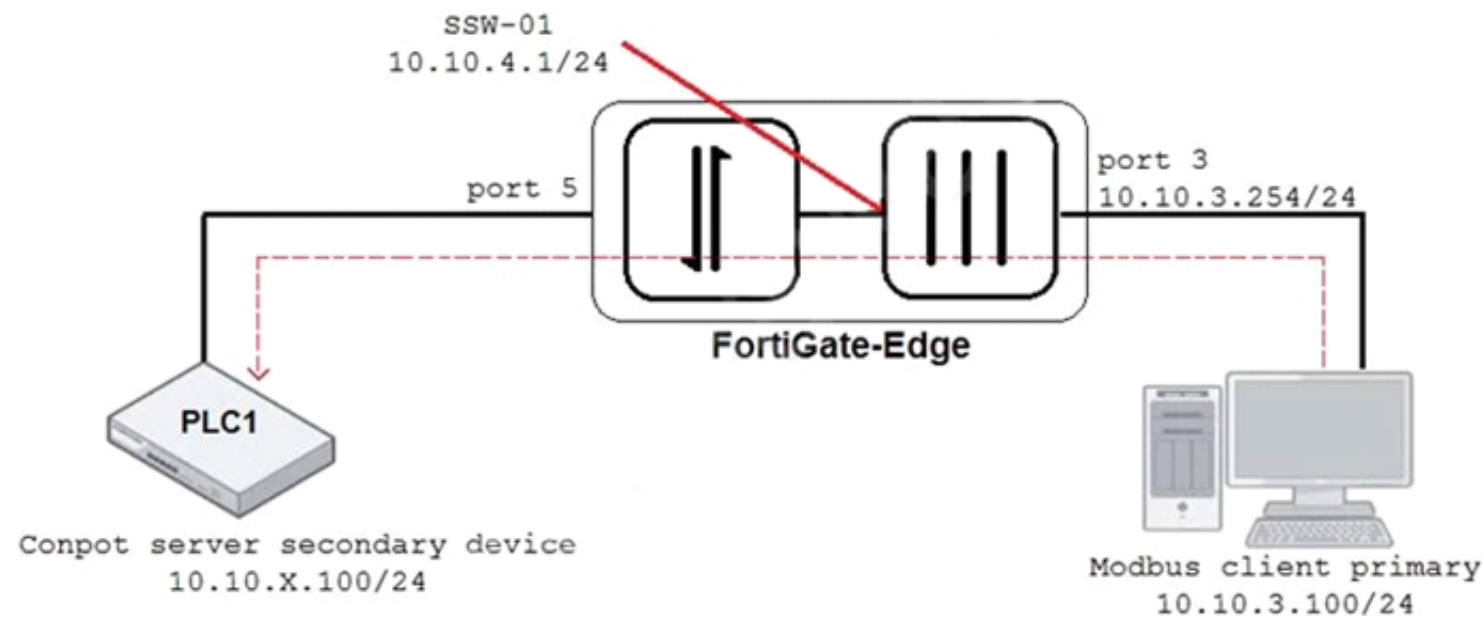 SSW-01
10.10.4.1/24
port 5
port 3
10.10.3.254/24
FortiGate-Edge
PLC1
Conpot server secondary device
10.10.X.100/24
Modbus client primary
10.10.3.100/24